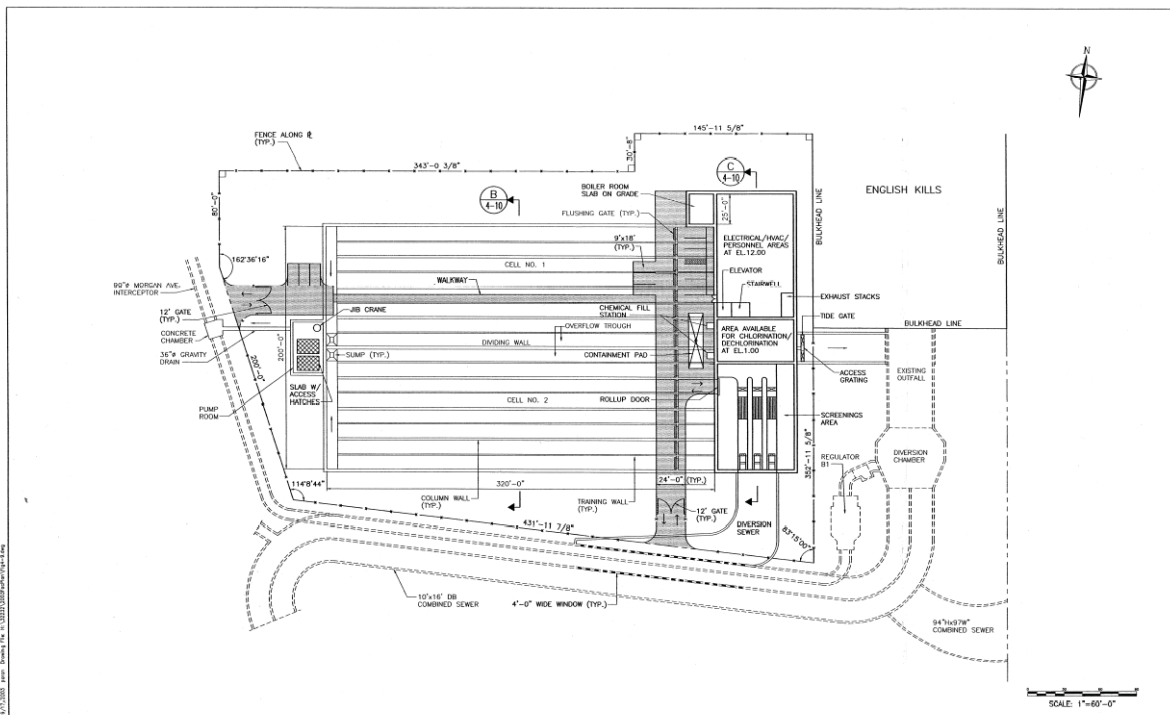 N
FENCE ALONG ℄
(TYP.)
145'-11 5/8"
30'-8"
343'-0 3/8"
80'-0"
B
4-10
C
4-10
BOILER ROOM
SLAB ON GRADE
25'-0"
FLUSHING GATE (TYP.)
ENGLISH KILLS
BULKHEAD LINE
BULKHEAD LINE
9'x18'
(TYP.)
ELECTRICAL/HVAC/
PERSONNEL AREAS
AT EL.12.00
CELL NO. 1
162°36'16"
WALKWAY
ELEVATOR
STAIRWELL
MORGAN AVE.
INTERCEPTOR
EXHAUST STACKS
CHEMICAL FILL
STATION
TIDE GATE
12' GATE
(TYP.)
JIB CRANE
OVERFLOW TROUGH
AREA AVAILABLE
FOR CHLORINATION/
DECHLORINATION
AT EL.1.00
BULKHEAD LINE
CONCRETE
CHAMBER
DIVIDING WALL
200'-0"
36"ø GRAVITY
DRAIN
SUMP (TYP.)
CONTAINMENT PAD
200'-0"
ACCESS
GRATING
EXISTING
OUTFALL
SLAB W/
ACCESS
HATCHES
CELL NO. 2
ROLLUP DOOR
PUMP
ROOM
SCREENINGS
AREA
352'-11 5/8"
REGULATOR
B1
DIVERSION
CHAMBER
114°8'44"
320'-0"
24'-0" (TYP.)
COLUMN WALL
(TYP.)
TRAINING WALL
(TYP.)
12' GATE
(TYP.)
DIVERSION
SEWER
431'-11 7/8"
83°15'00"
10'x16' DB
COMBINED SEWER
4'-0" WIDE WINDOW (TYP.)
94"Hx97"W
COMBINED SEWER
SCALE: 1"=60'-0"